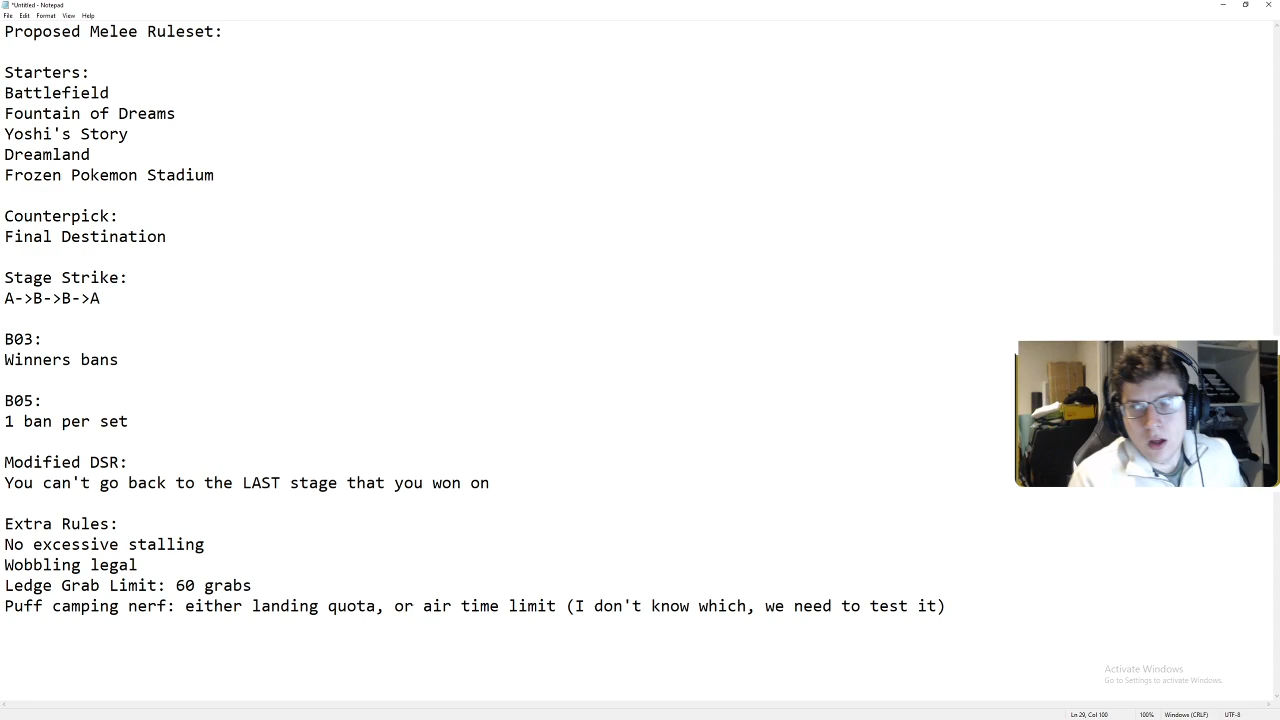 *Untitled - Notepad
File Edit Format View Help
Proposed Melee Ruleset:
Starters:
Battlefield
Fountain of Dreams
Yoshi's Story
Dreamland
Frozen Pokemon Stadium
Counterpick:
Final Destination
Stage Strike:
A->B->B->A
B03:
Winners bans
B05:
1 ban per set
Modified DSR:
You can't go back to the LAST stage that you won on
Extra Rules:
No excessive stalling
Wobbling legal
Ledge Grab Limit: 60 grabs
Puff camping nerf: either landing quota, or air time limit (I don't know which, we need to test it)
Activate Windows
Go to Settings to activate Windows.
Ln 29, Col 100 100% Windows (CRLF) UTF-8